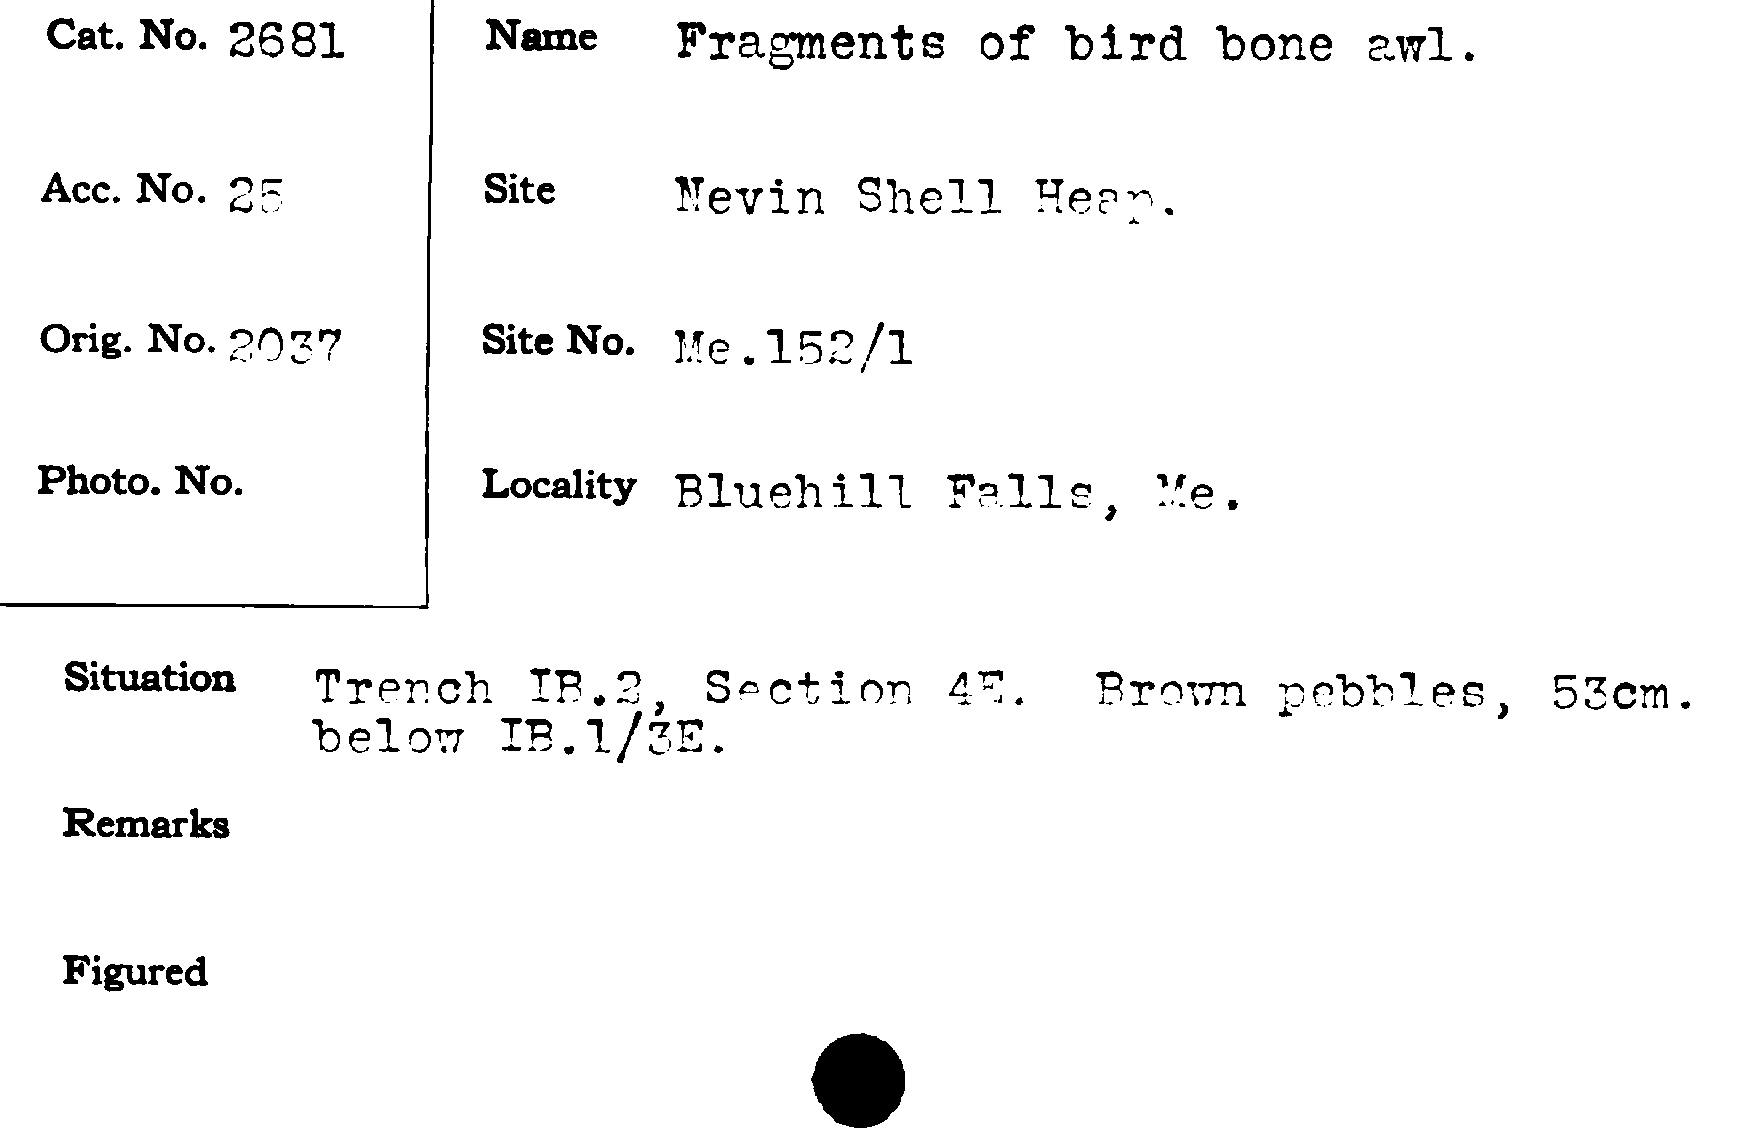 Cat. No. 2681
Name Fragments of bird bone awl.
Acc. No. 25
Site Nevin Shell Heap.
Orig. No. 2037
Site No. Me.152/1
Photo. No.
Locality Bluehill Falls, Me.
Situation Trench IB.2, Section 4E. Brown pebbles, 53cm.
below IB.1/3E.
Remarks
Figured